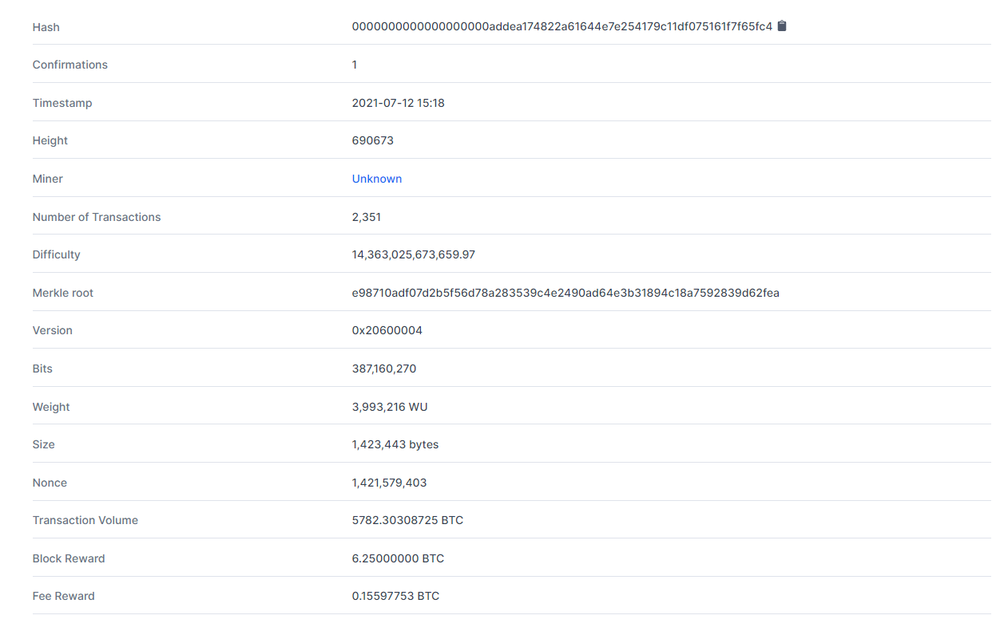 Hash 0000000000000000000addea174822a61644e7e254179c11df075161f7f65fc4
Confirmations 1
Timestamp 2021-07-12 15:18
Height 690673
Miner Unknown
Number of Transactions 2,351
Difficulty 14,363,025,673,659.97
Merkle root e98710adf07d2b5f56d78a283539c4e2490ad64e3b31894c18a7592839d62fea
Version 0x20600004
Bits 387,160,270
Weight 3,993,216 WU
Size 1,423,443 bytes
Nonce 1,421,579,403
Transaction Volume 5782.30308725 BTC
Block Reward 6.25000000 BTC
Fee Reward 0.15597753 BTC